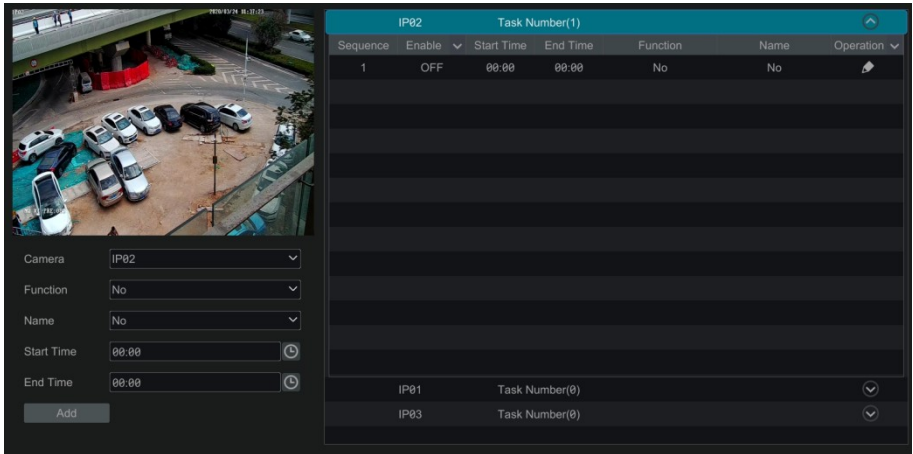 IP02 Task Number(1)
Sequence Enable Start Time End Time Function Name Operation
1 OFF 00:00 00:00 No No
Camera IP02
Function No
Name No
Start Time 00:00
End Time 00:00
Add
IP01 Task Number(0)
IP03 Task Number(0)